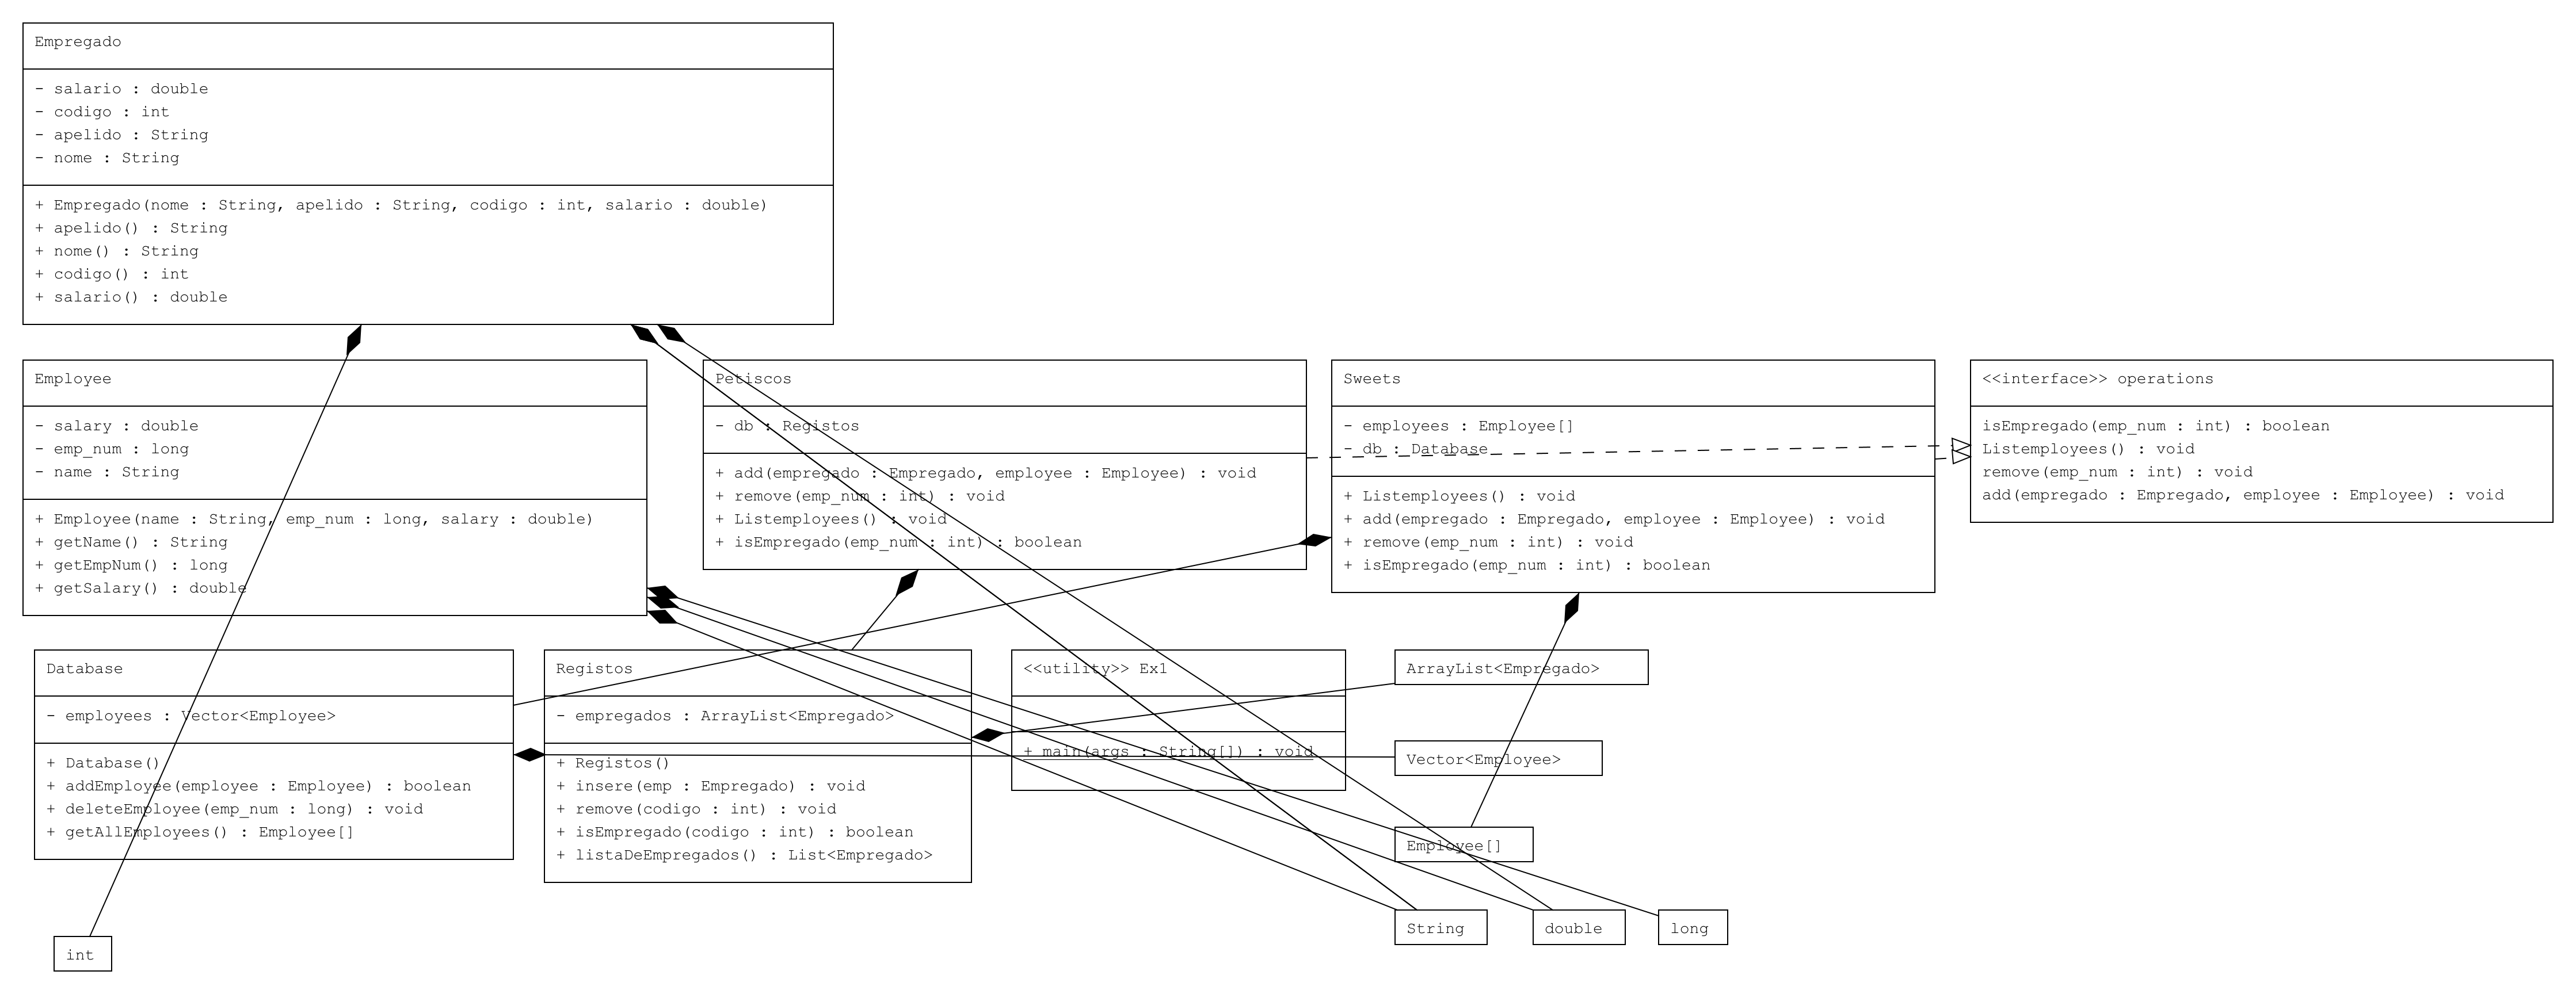 Empregado
- salario : double
- codigo : int
- apelido : String
- nome : String
+ Empregado(nome : String, apelido : String, codigo : int, salario : double)
+ apelido() : String
+ nome() : String
+ codigo() : int
+ salario() : double
Employee
- salary : double
- emp_num : long
- name : String
+ Employee(name : String, emp_num : long, salary : double)
+ getName() : String
+ getEmpNum() : long
+ getSalary() : double
Petiscos
- db : Registos
+ add(empregado : Empregado, employee : Employee) : void
+ remove(emp_num : int) : void
+ Listemployees() : void
+ isEmpregado(emp_num : int) : boolean
Sweets
- employees : Employee[]
- db : Database
+ Listemployees() : void
+ add(empregado : Empregado, employee : Employee) : void
+ remove(emp_num : int) : void
+ isEmpregado(emp_num : int) : boolean
<<interface>> operations
isEmpregado(emp_num : int) : boolean
Listemployees() : void
remove(emp_num : int) : void
add(empregado : Empregado, employee : Employee) : void
Database
- employees : Vector<Employee>
+ Database()
+ addEmployee(employee : Employee) : boolean
+ deleteEmployee(emp_num : long) : void
+ getAllEmployees() : Employee[]
Registos
- empregados : ArrayList<Empregado>
+ Registos()
+ insere(emp : Empregado) : void
+ remove(codigo : int) : void
+ isEmpregado(codigo : int) : boolean
+ listaDeEmpregados() : List<Empregado>
<<utility>> Ex1
+ main(args : String[]) : void
ArrayList<Empregado>
Vector<Employee>
Employee[]
String
double
long
int